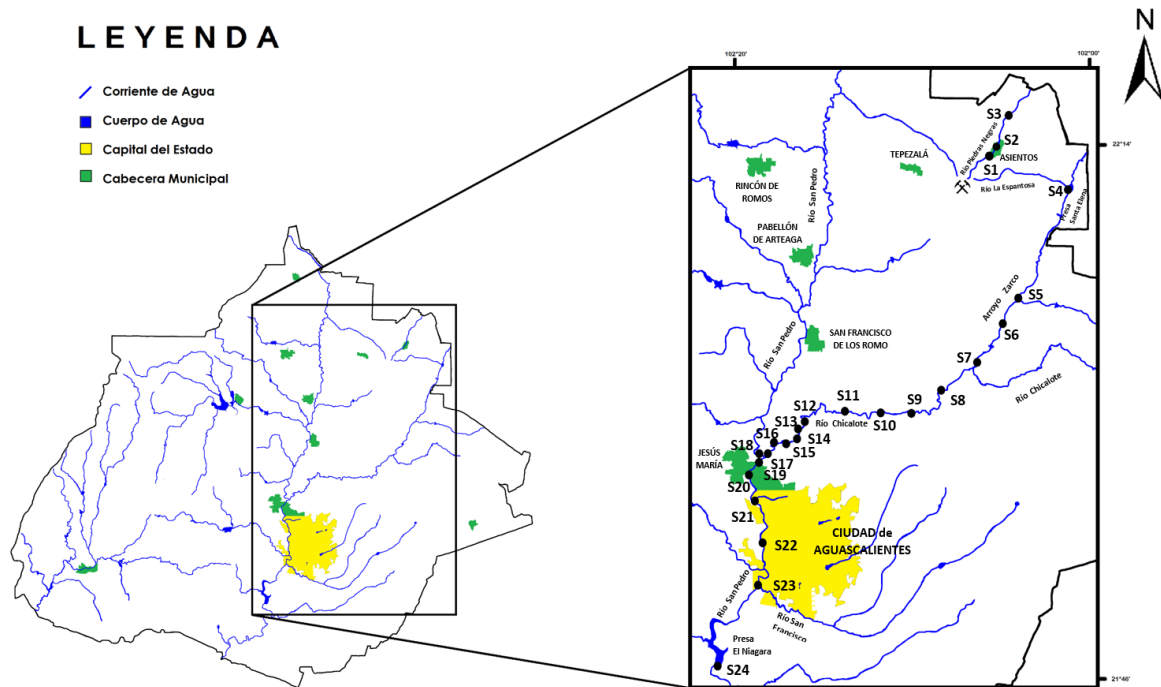 LEYENDA
Corriente de Agua
Cuerpo de Agua
Capital del Estado
Cabecera Municipal
N
102°20
102°00
22°14'
21°46
S3
Río Piedras Negras
S2
ASIENTOS
S1
TEPEZALÁ
RINCÓN DE
ROMOS
Río San Pedro
Río La Espantosa
S4
Presa
Santa Elena
PABELLÓN
DE ARTEAGA
Arroyo Zarco
S5
S6
SAN FRANCISCO
DE LOS ROMO
Río San Pedro
S7
Río Chicalote
S8
S9
S10
S11
S12
Río Chicalote
S13
S14
S15
S16
S17
S18
JESÚS
MARÍA
S19
S20
S21
CIUDAD de
AGUASCALIENTES
S22
S23
Río San Pedro
Río San
Francisco
Presa
El Niagara
S24